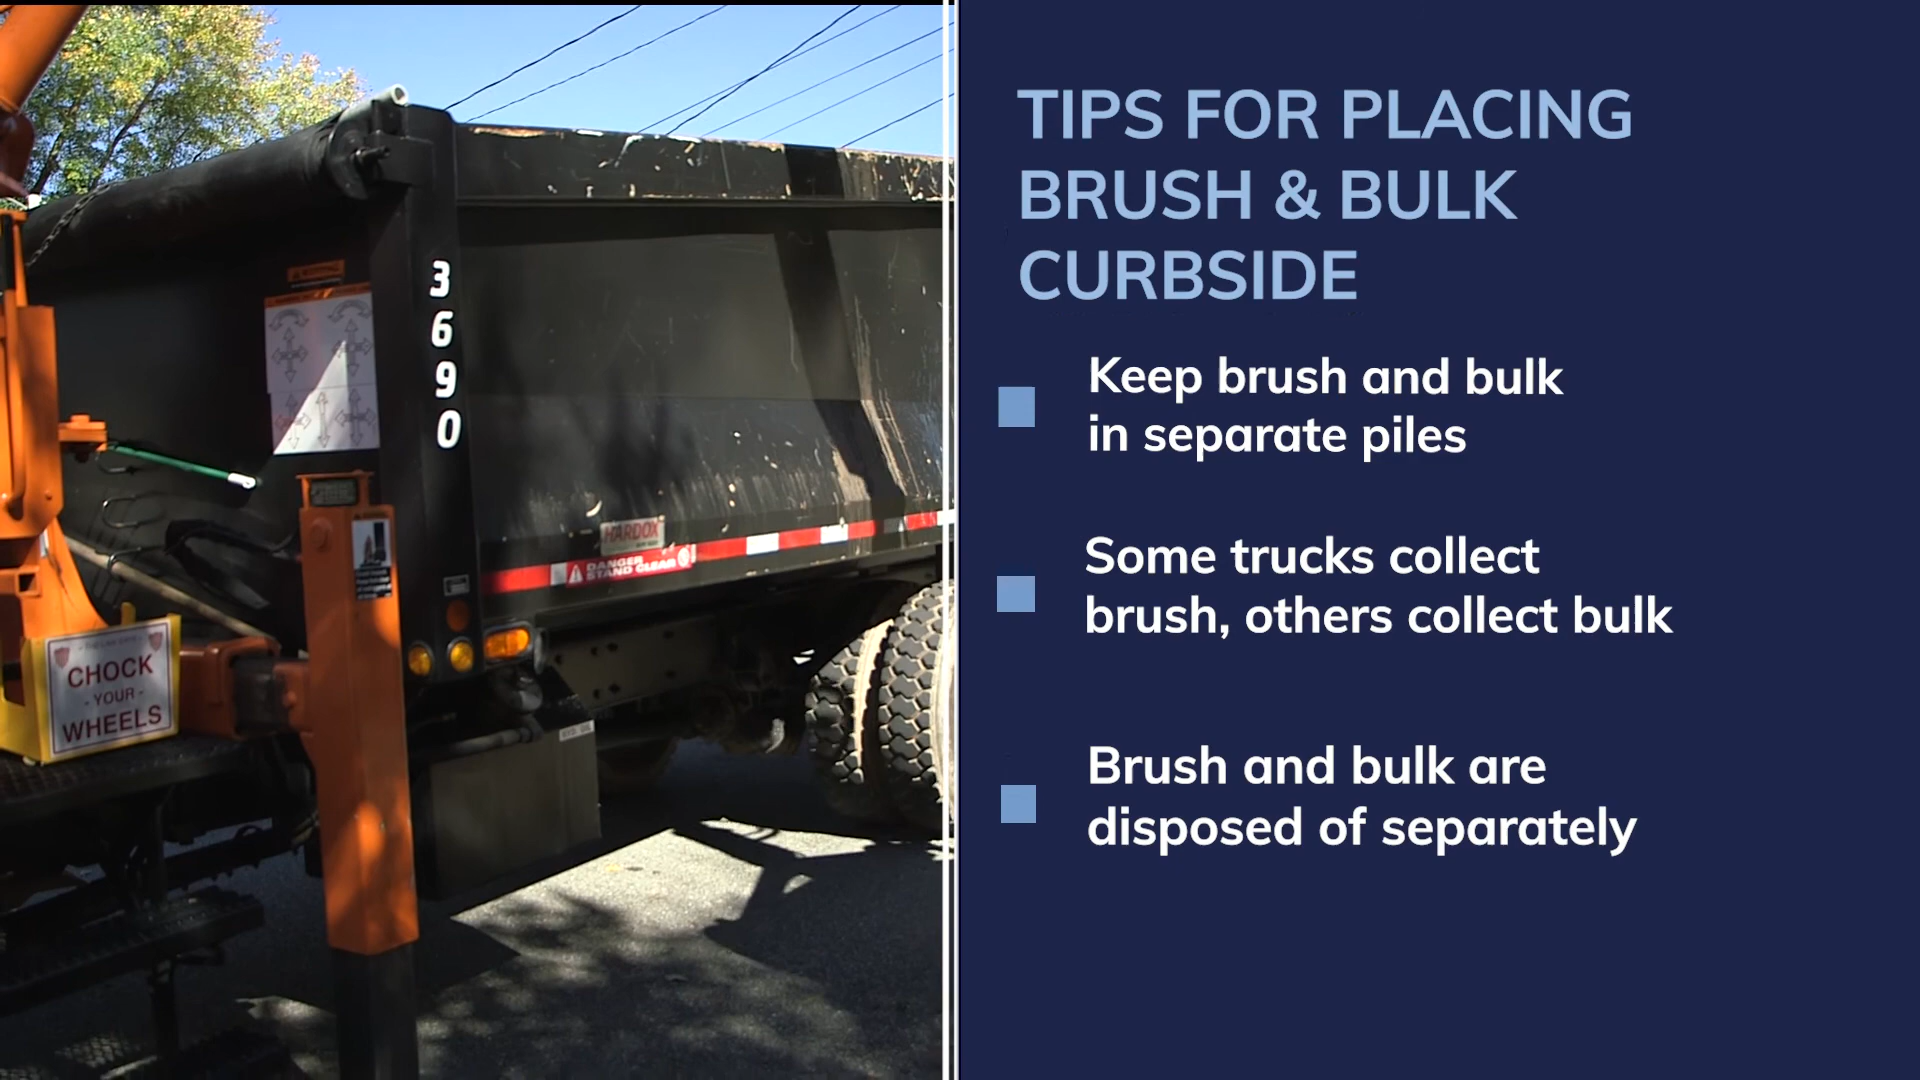 3
6
9
0
HARDOX
DANGER
STAND CLEAR
CHOCK
- YOUR -
WHEELS
TIPS FOR PLACING
BRUSH & BULK
CURBSIDE
Keep brush and bulk
in separate piles
Some trucks collect
brush, others collect bulk
Brush and bulk are
disposed of separately